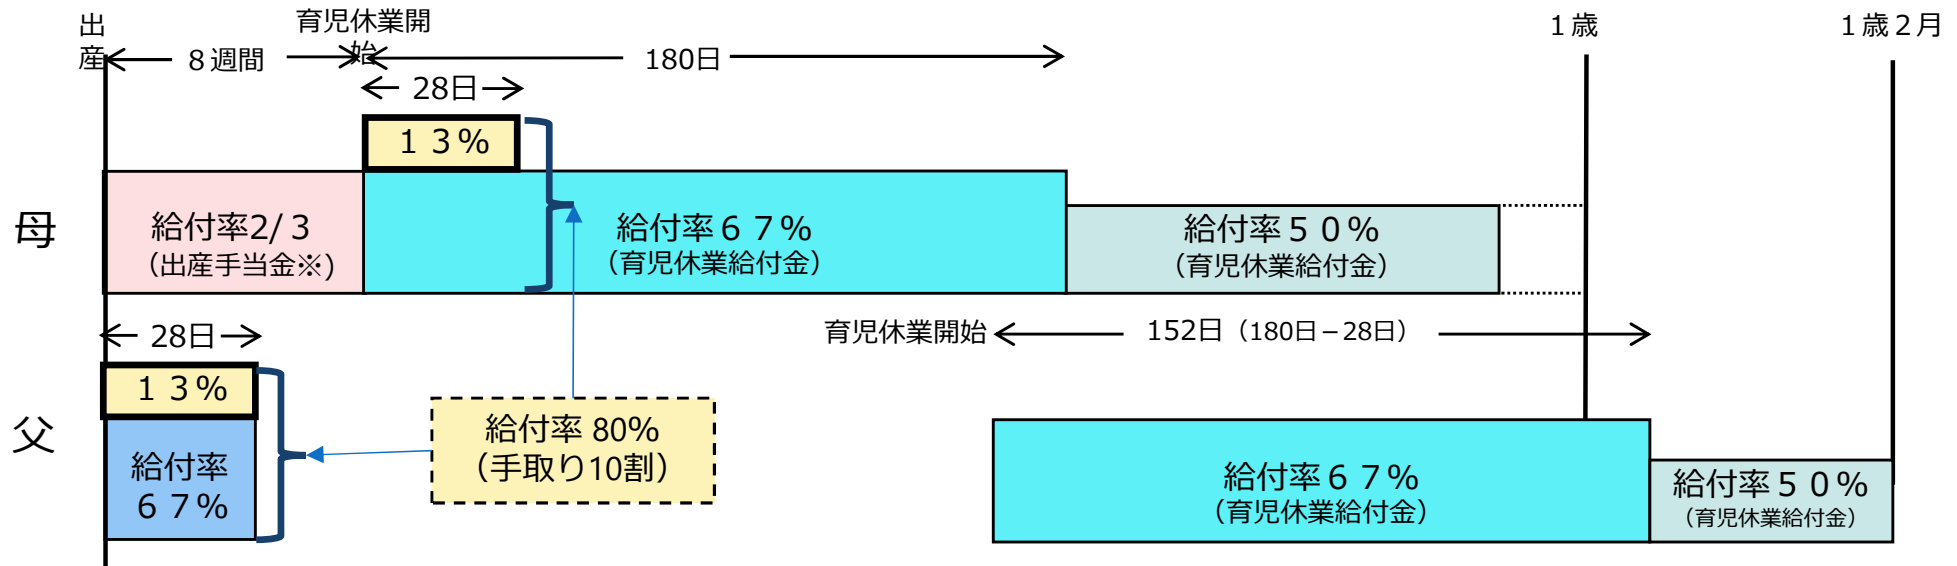 出
産
育児休業開
始
１歳
１歳２月
８週間
180日
28日
１３%
母
給付率2/３
（出産手当金※）
給付率６７%
（育児休業給付金）
給付率５０%
（育児休業給付金）
28日
育児休業開始
152日（180日－28日）
父
１３%
給付率
６７%
給付率 80%
（手取り10割）
給付率６７%
（育児休業給付金）
給付率５０%
（育児休業給付金）